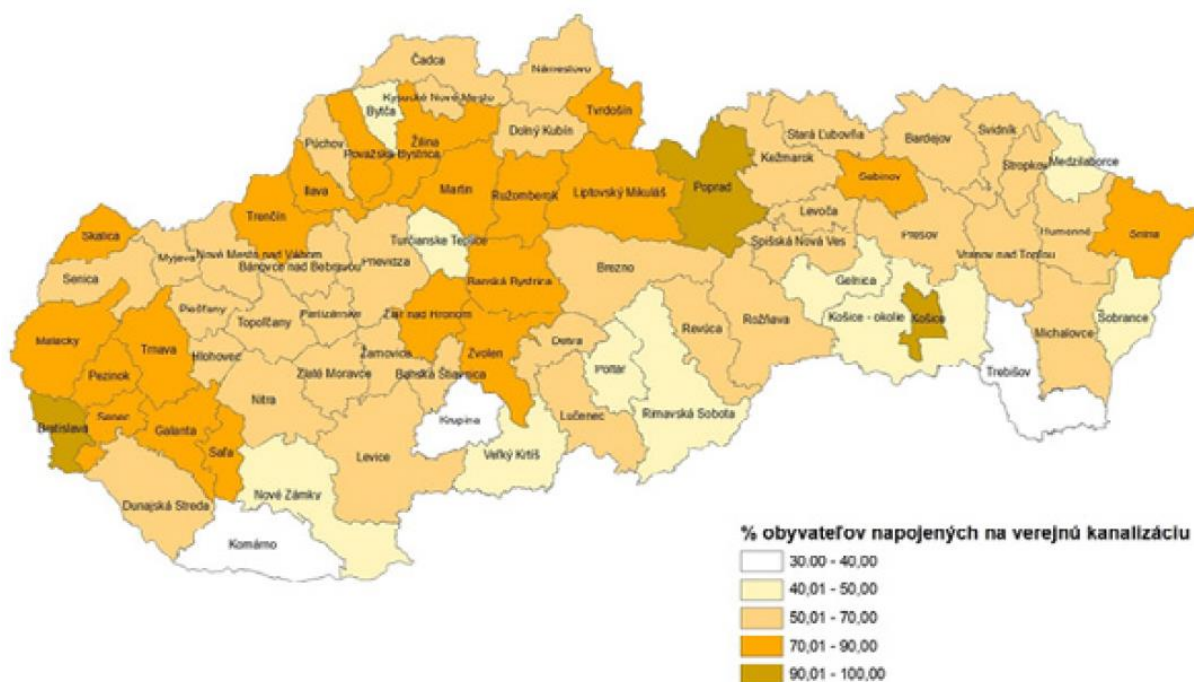 Čadca
Námestovo
Kysucké Nové Mesto
Bytča
Tvrdošín
Dolný Kubín
Stará Ľubovňa
Bardejov
Svidník
Púchov
Žilina
Považská Bystrica
Kežmarok
Stropkov
Medzilaborce
Ilava
Martin
Ružomberok
Liptovský Mikuláš
Poprad
Sabinov
Trenčín
Levoča
Skalica
Turčianske Teplice
Spišská Nová Ves
Prešov
Humenné
Snina
Myjava
Nové Mesto nad Váhom
Bánovce nad Bebravou
Prievidza
Brezno
Vranov nad Topľou
Senica
Banská Bystrica
Gelnica
Piešťany
Topoľčany
Partizánske
Žiar nad Hronom
Košice - okolie
Košice
Sobrance
Rožňava
Revúca
Michalovce
Malacky
Trnava
Hlohovec
Žarnovica
Zvolen
Detva
Pezinok
Zlaté Moravce
Banská Štiavnica
Poltár
Trebišov
Nitra
Bratislava
Senec
Galanta
Krupina
Lučenec
Rimavská Sobota
Šaľa
Levice
Veľký Krtíš
Dunajská Streda
Nové Zámky
Komárno
% obyvateľov napojených na verejnú kanalizáciu
30.00 - 40,00
40,01 - 50,00
50,01 - 70,00
70,01 - 90,00
90,01 - 100,00